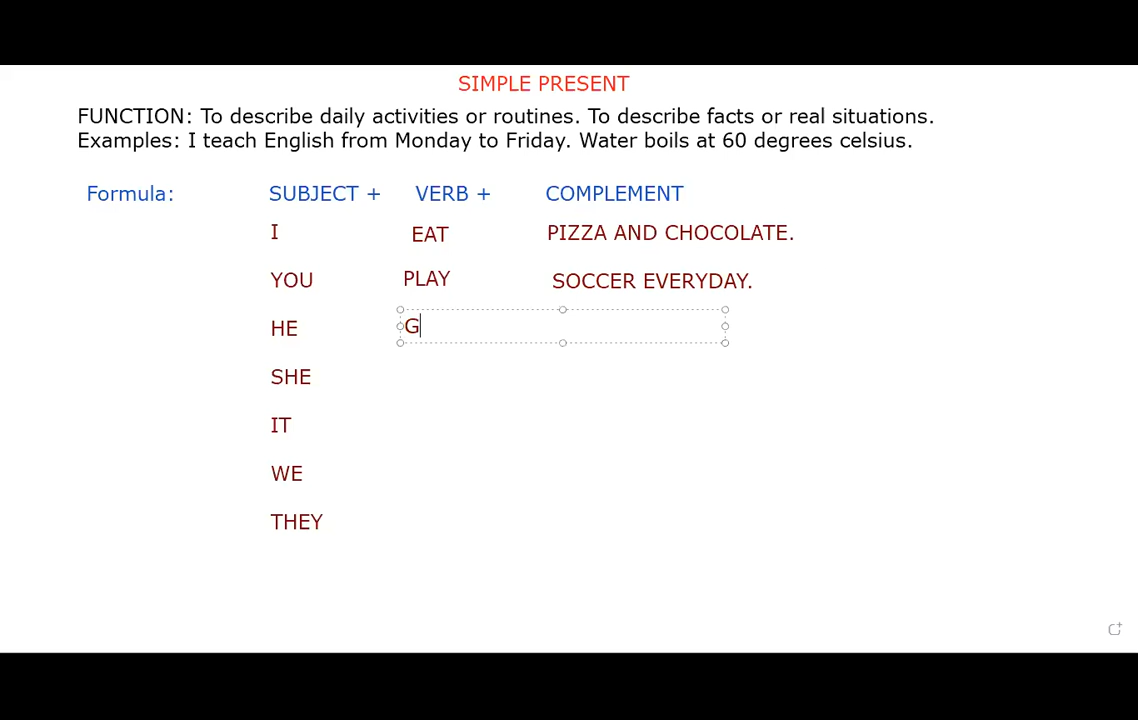 SIMPLE PRESENT
FUNCTION: To describe daily activities or routines. To describe facts or real situations.
Examples: I teach English from Monday to Friday. Water boils at 60 degrees celsius.
Formula: SUBJECT + VERB + COMPLEMENT
I EAT PIZZA AND CHOCOLATE.
YOU PLAY SOCCER EVERYDAY.
HE G
SHE
IT
WE
THEY